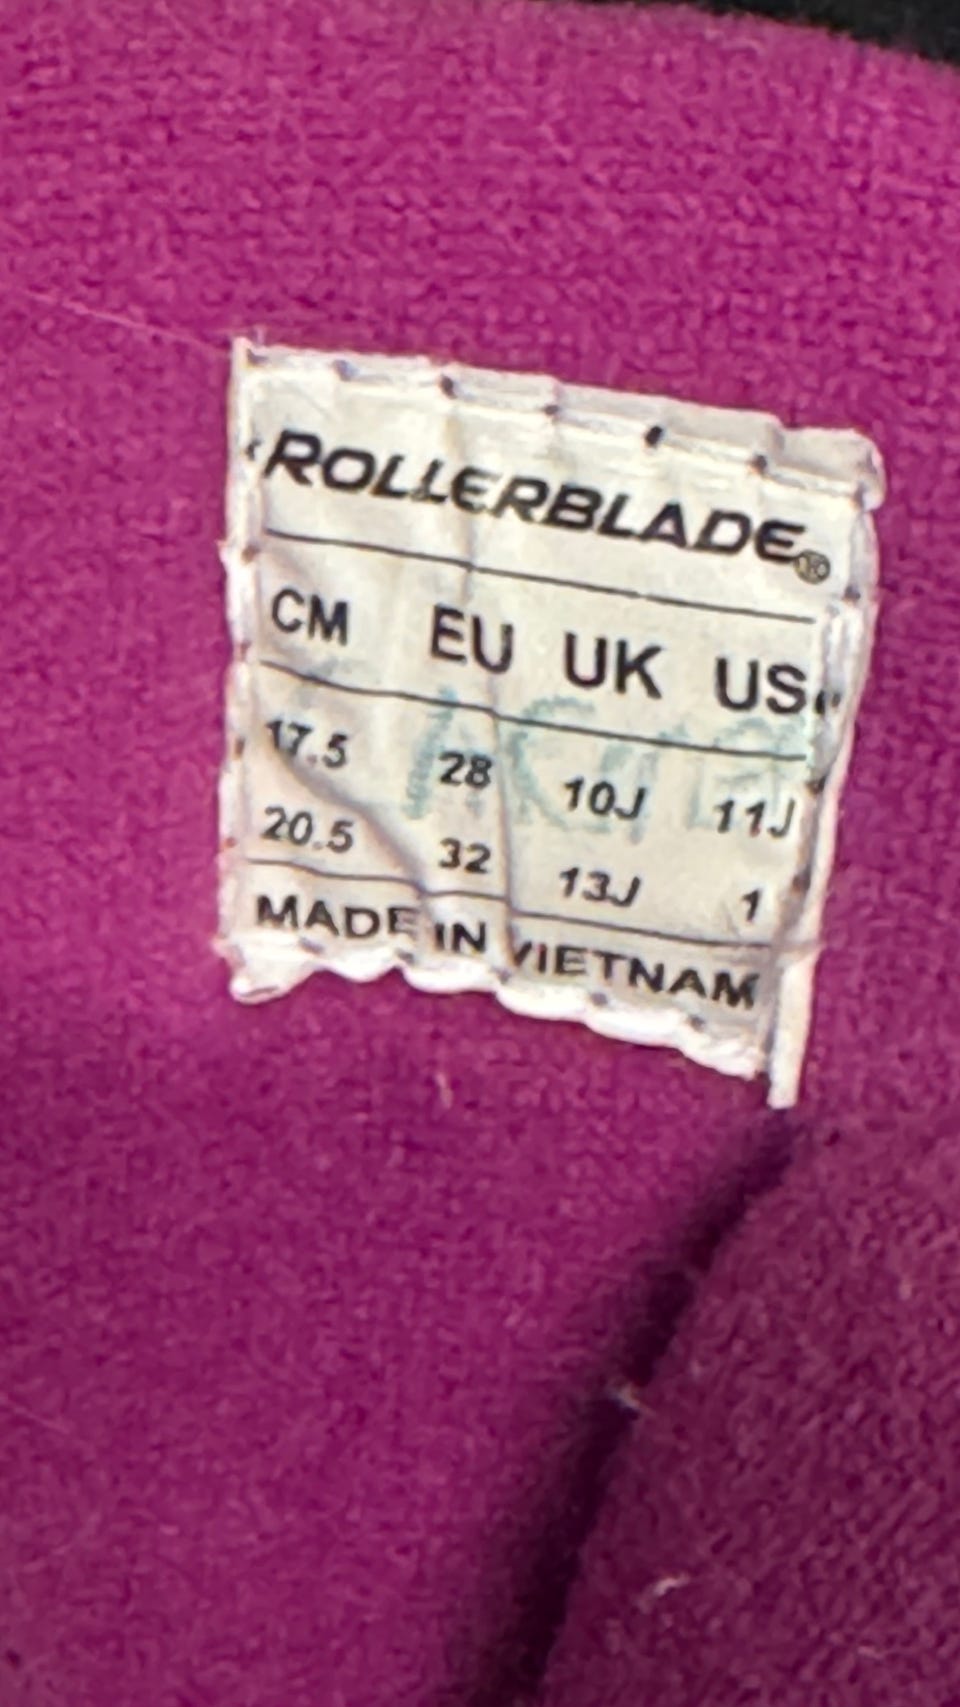 ROLLERBLADE®
CM EU UK US
17.5 28 10J 11J
20.5 32 13J 1
MADE IN VIETNAM